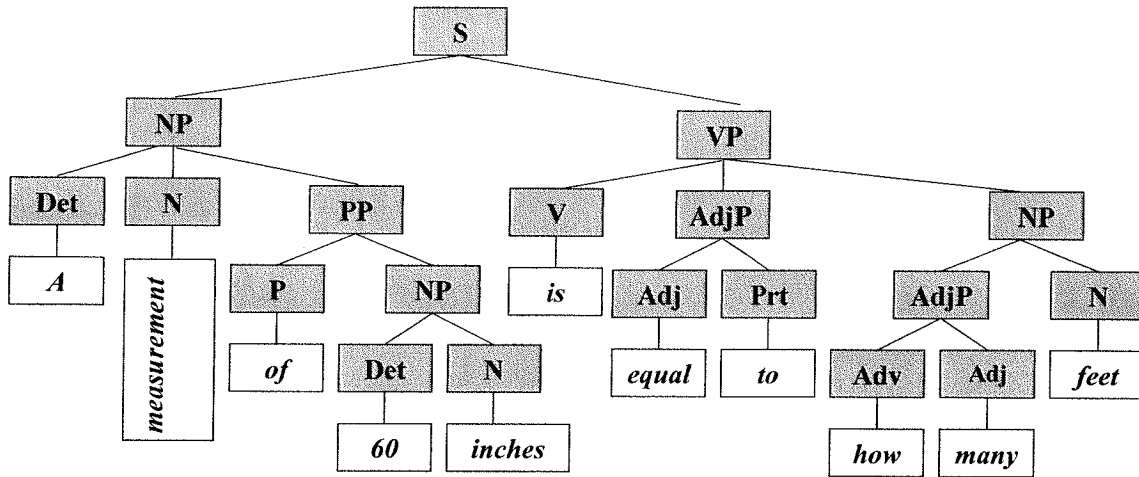 S
NP VP
Det N PP V AdjP NP
A measurement P NP is Adj Prt AdjP N
of Det N equal to Adv Adj feet
60 inches how many